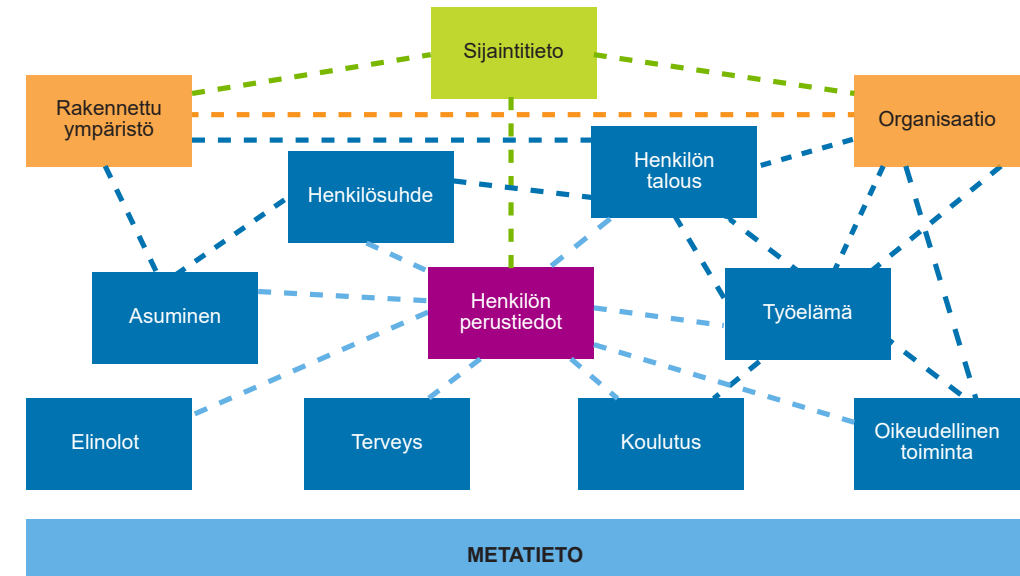 Sijaintitieto
Rakennettu
ympäristö
Organisaatio
Henkilön
talous
Henkilösuhde
Henkilön
perustiedot
Työelämä
Asuminen
Elinolot
Terveys
Koulutus
Oikeudellinen
toiminta
METATIETO